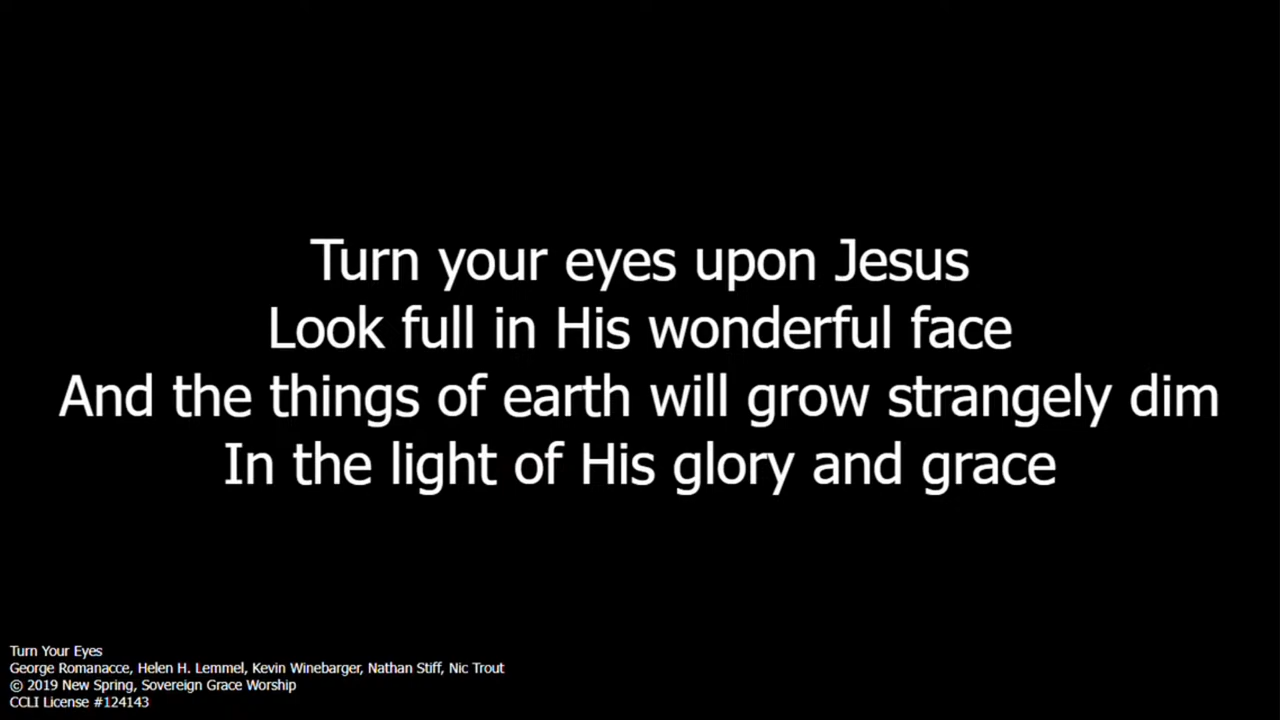 Turn your eyes upon Jesus
Look full in His wonderful face
And the things of earth will grow strangely dim
In the light of His glory and grace
Turn Your Eyes
George Romanacce, Helen H. Lemmel, Kevin Winebarger, Nathan Stiff, Nic Trout
© 2019 New Spring, Sovereign Grace Worship
CCLI License #124143